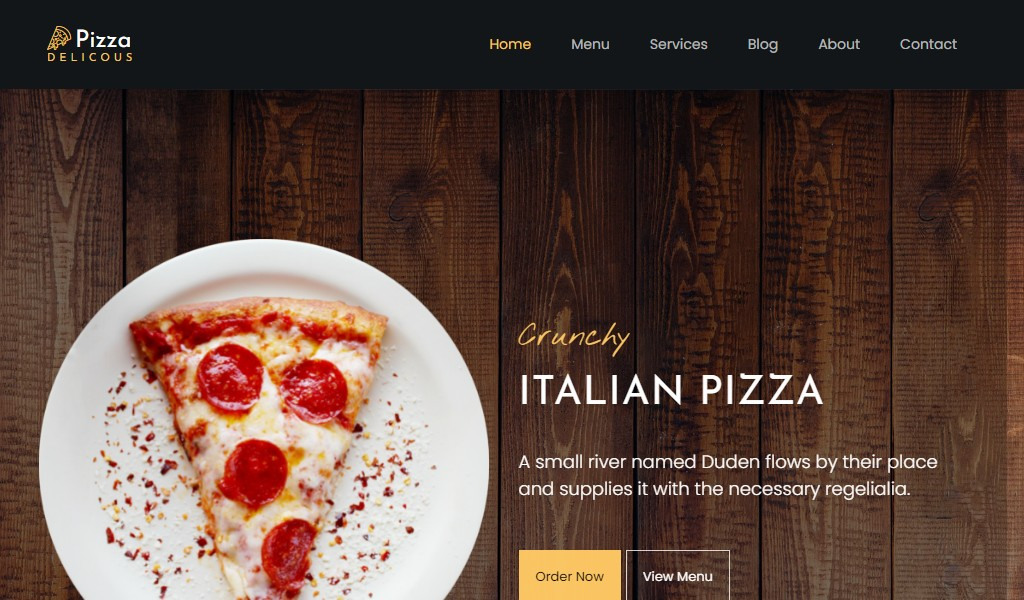 Pizza
DELICOUS
Home Menu Services Blog About Contact
Crunchy
ITALIAN PIZZA
A small river named Duden flows by their place
and supplies it with the necessary regelialia.
Order Now View Menu